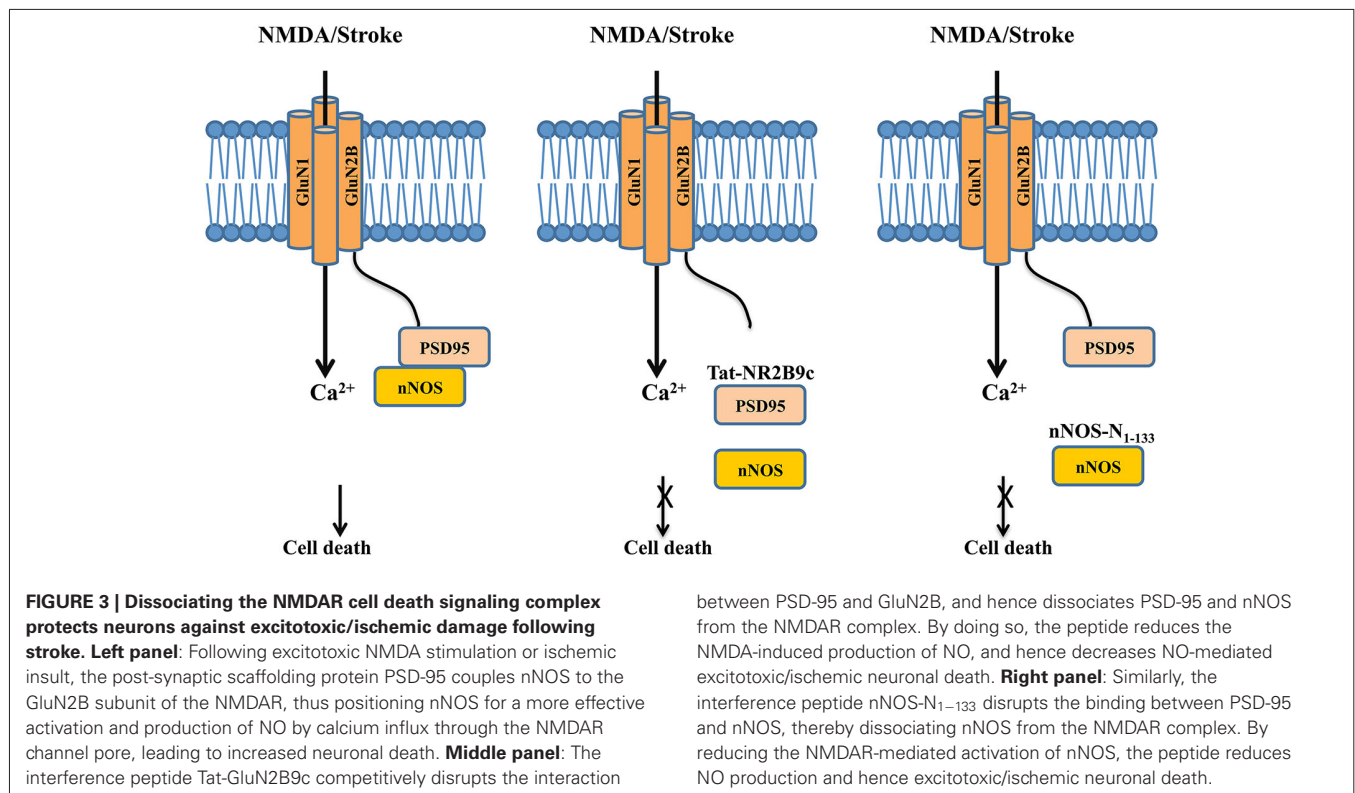 NMDA/Stroke
NMDA/Stroke
NMDA/Stroke
GluN1
GluN2B
GluN1
GluN2B
GluN1
GluN2B
PSD95
nNOS
Ca²⁺
Tat-NR2B9c
PSD95
nNOS
Ca²⁺
PSD95
Ca²⁺
nNOS-N₁₋₁₃₃
nNOS
X
X
Cell death
Cell death
Cell death
FIGURE 3 | Dissociating the NMDAR cell death signaling complex
protects neurons against excitotoxic/ischemic damage following
stroke. Left panel: Following excitotoxic NMDA stimulation or ischemic
insult, the post-synaptic scaffolding protein PSD-95 couples nNOS to the
GluN2B subunit of the NMDAR, thus positioning nNOS for a more effective
activation and production of NO by calcium influx through the NMDAR
channel pore, leading to increased neuronal death. Middle panel: The
interference peptide Tat-GluN2B9c competitively disrupts the interaction
between PSD-95 and GluN2B, and hence dissociates PSD-95 and nNOS
from the NMDAR complex. By doing so, the peptide reduces the
NMDA-induced production of NO, and hence decreases NO-mediated
excitotoxic/ischemic neuronal death. Right panel: Similarly, the
interference peptide nNOS-N₁₋₁₃₃ disrupts the binding between PSD-95
and nNOS, thereby dissociating nNOS from the NMDAR complex. By
reducing the NMDAR-mediated activation of nNOS, the peptide reduces
NO production and hence excitotoxic/ischemic neuronal death.